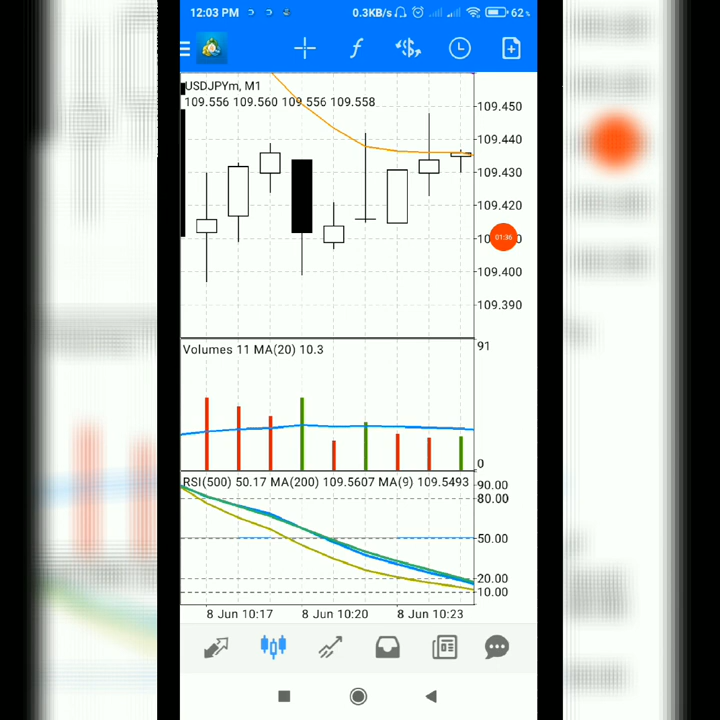 12:03 PM 0.3KB/s 62%
USDJPYm, M1
109.556 109.560 109.556 109.558
109.450
109.440
109.430
109.420
01:36
109.400
109.390
Volumes 11 MA(20) 10.3
91
0
RSI(500) 50.17 MA(200) 109.5607 MA(9) 109.5493
90.00
80.00
50.00
20.00
10.00
8 Jun 10:17 8 Jun 10:20 8 Jun 10:23